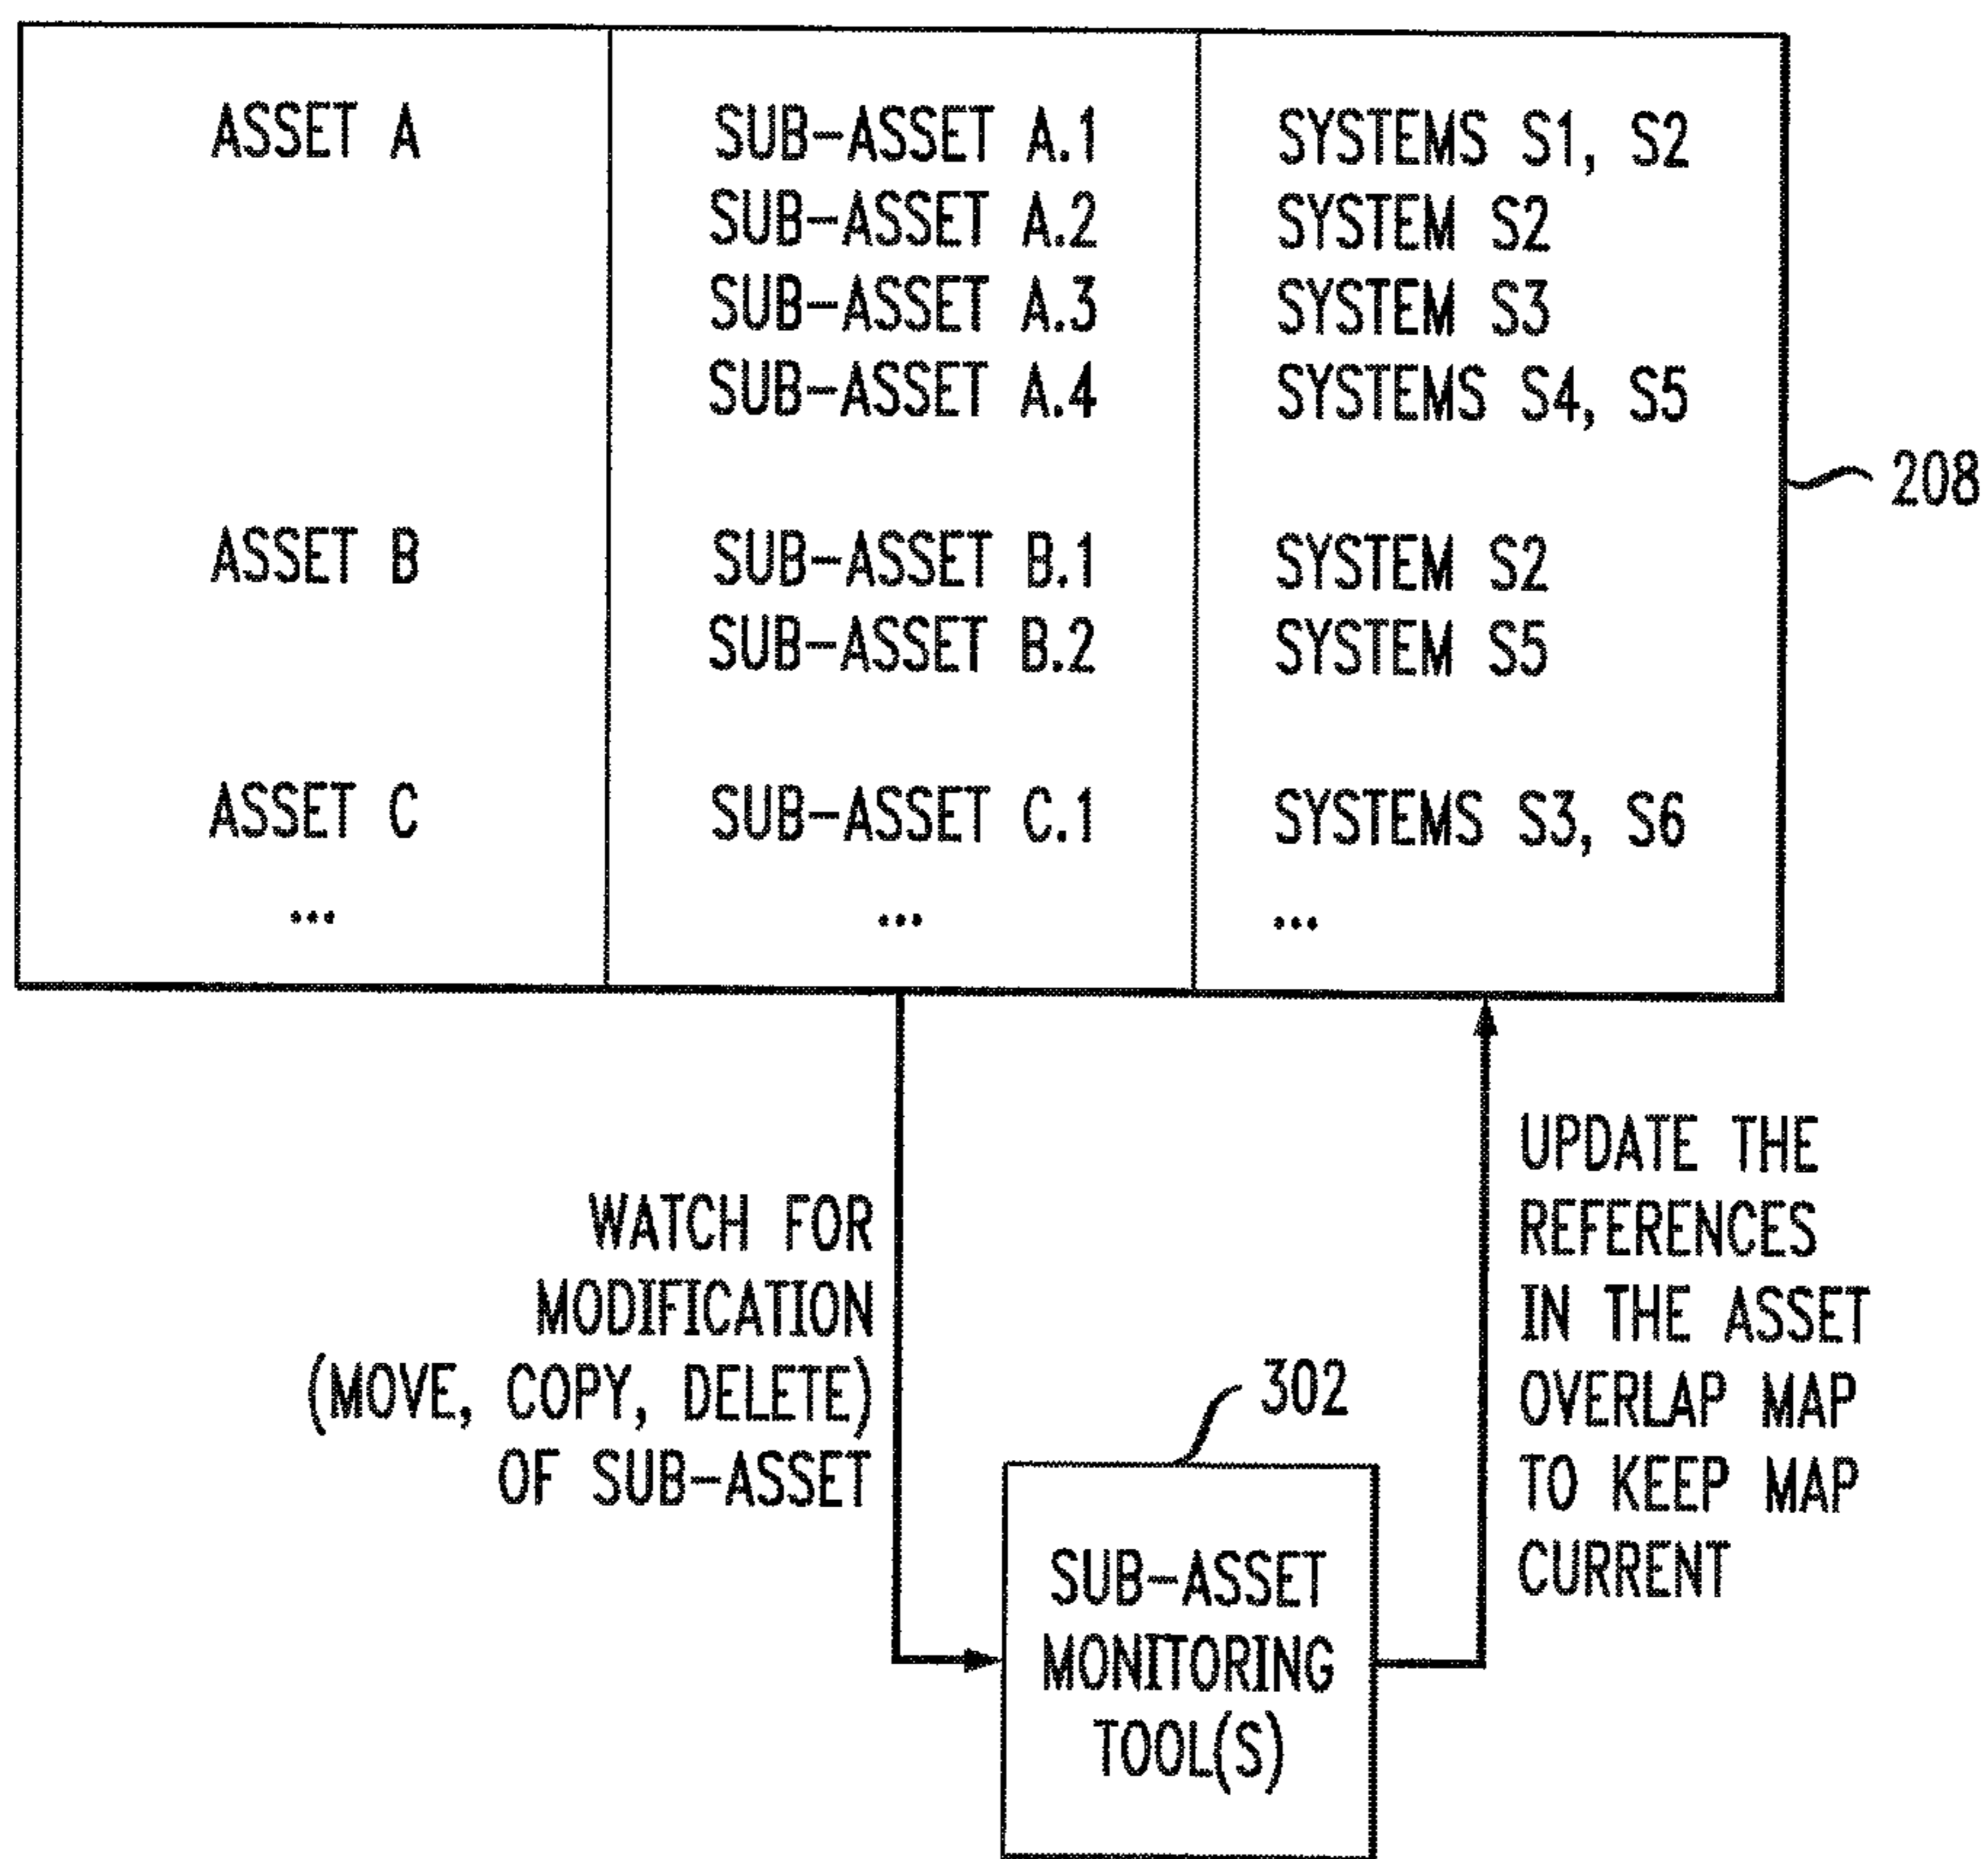 ASSET A SUB-ASSET A.1 SYSTEMS S1, S2
SUB-ASSET A.2 SYSTEM S2
SUB-ASSET A.3 SYSTEM S3
SUB-ASSET A.4 SYSTEMS S4, S5
208
ASSET B SUB-ASSET B.1 SYSTEM S2
SUB-ASSET B.2 SYSTEM S5
ASSET C SUB-ASSET C.1 SYSTEMS S3, S6
... ... ...
WATCH FOR
MODIFICATION
(MOVE, COPY, DELETE)
OF SUB-ASSET
UPDATE THE
REFERENCES
IN THE ASSET
OVERLAP MAP
TO KEEP MAP
CURRENT
302
SUB-ASSET
MONITORING
TOOL(S)